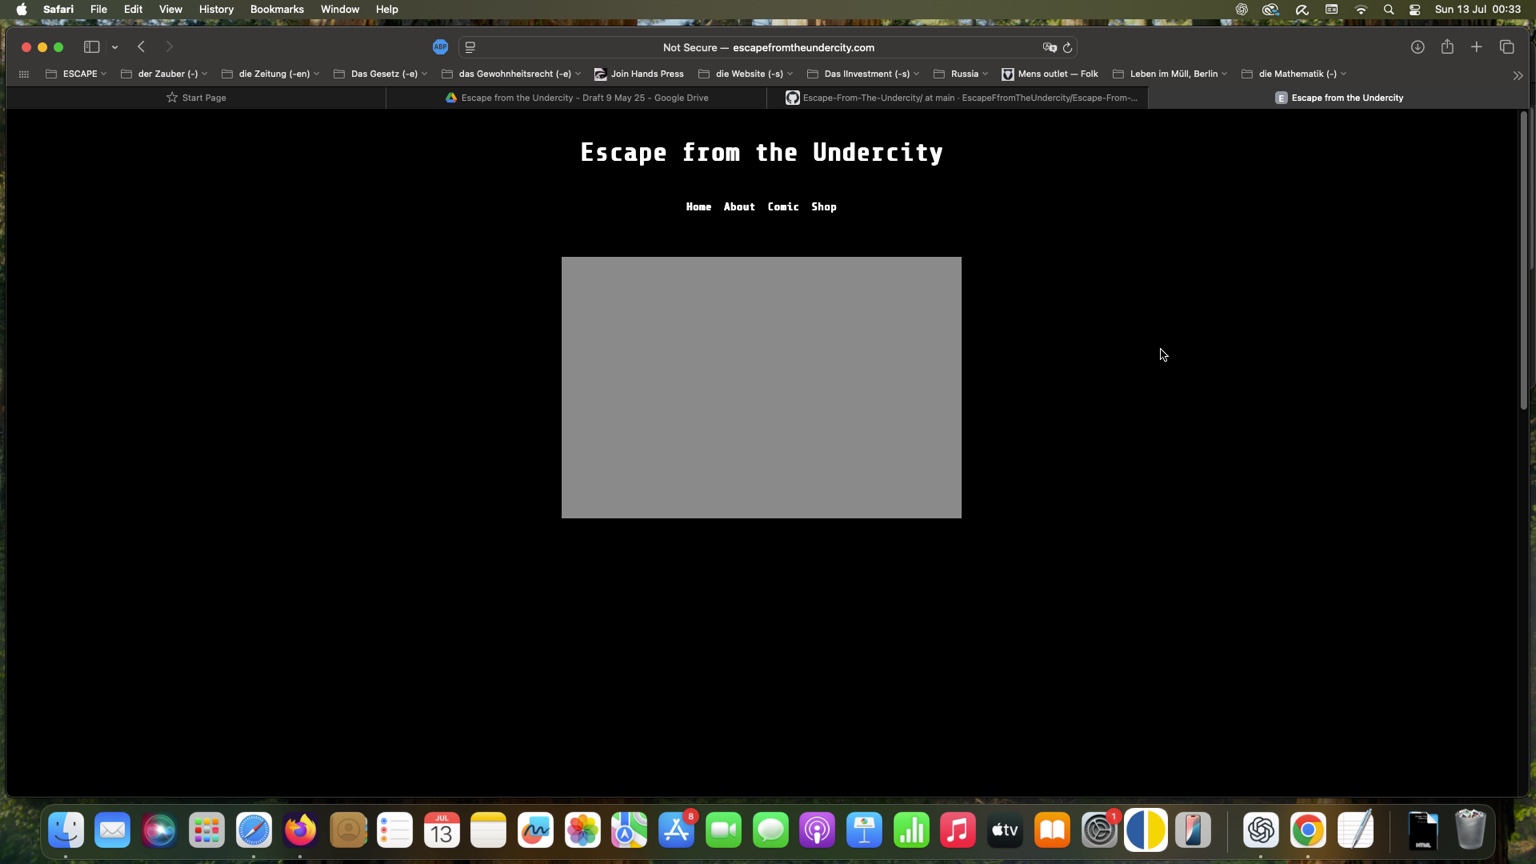 Safari File Edit View History Bookmarks Window Help Sun 13 Jul 00:33
ABP Not Secure — escapefromtheundercity.com
ESCAPE der Zauber (-) die Zeitung (-en) Das Gesetz (-e) das Gewohnheitsrecht (-e) Join Hands Press die Website (-s) Das IInvestment (-s) Russia Mens outlet — Folk Leben im Müll, Berlin die Mathematik (-)
Start Page Escape from the Undercity - Draft 9 May 25 - Google Drive Escape-From-The-Undercity/ at main · EscapeFfromTheUndercity/Escape-From-... E Escape from the Undercity
Escape from the Undercity
Home About Comic Shop
JUL
13
8
tv
1
HTML